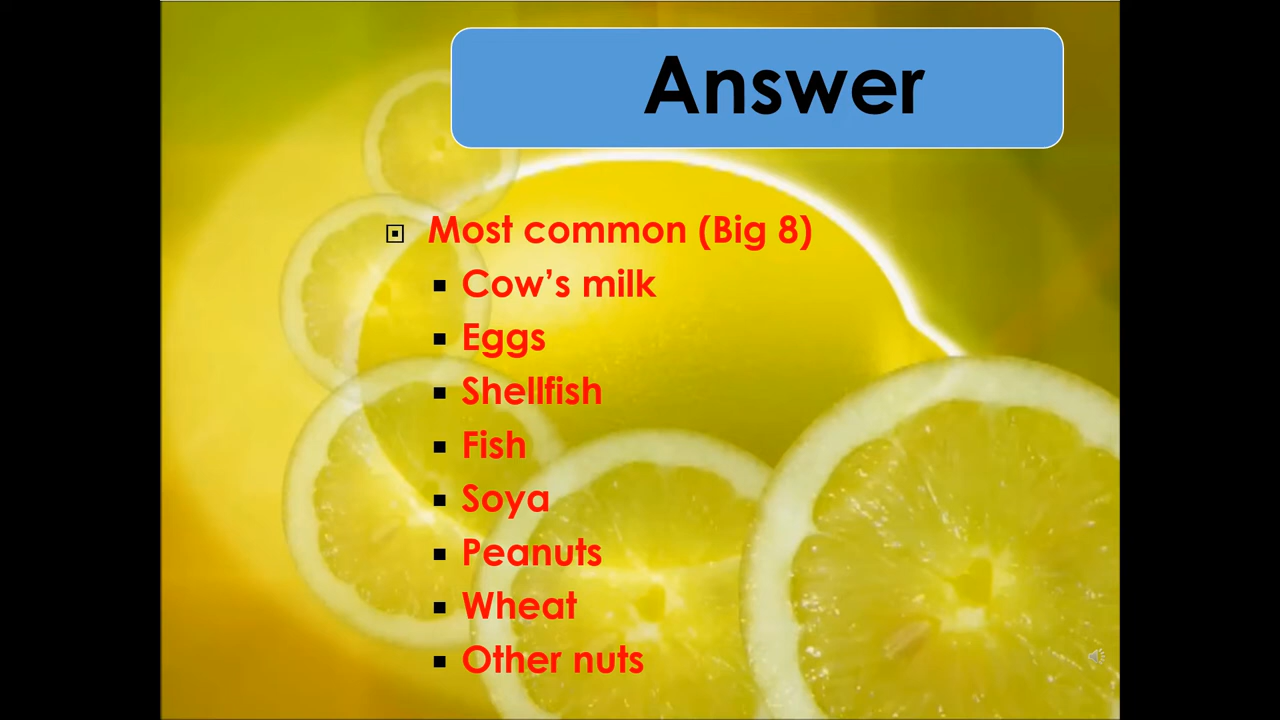 Answer
Most common (Big 8)
Cow’s milk
Eggs
Shellfish
Fish
Soya
Peanuts
Wheat
Other nuts